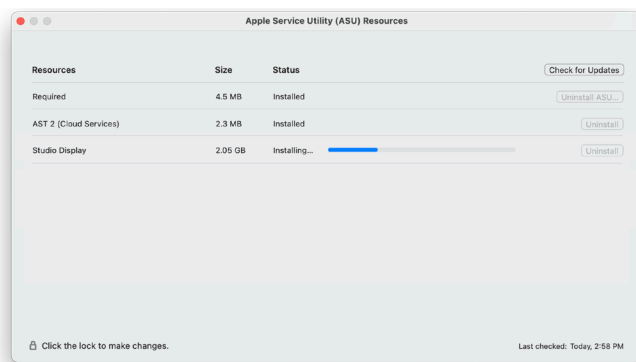 Apple Service Utility (ASU) Resources
Resources Size Status Check for Updates
Required 4.5 MB Installed Uninstall ASU...
AST 2 (Cloud Services) 2.3 MB Installed Uninstall
Studio Display 2.05 GB Installing... Uninstall
Click the lock to make changes. Last checked: Today, 2:58 PM